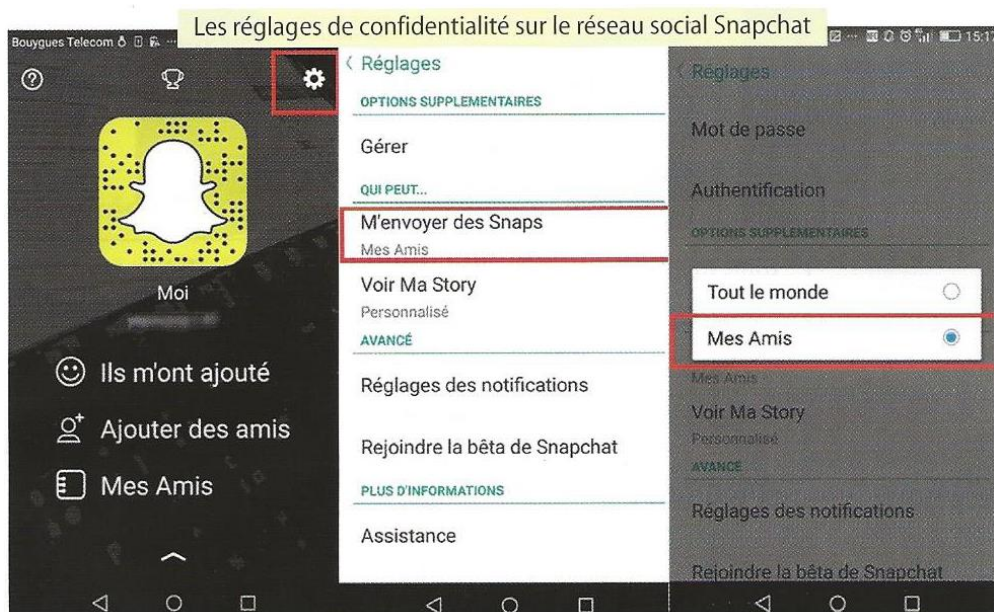 Les réglages de confidentialité sur le réseau social Snapchat
Bouygues Telecom
Moi
Ils m'ont ajouté
Ajouter des amis
Mes Amis
Réglages
OPTIONS SUPPLEMENTAIRES
Gérer
QUI PEUT...
M'envoyer des Snaps
Mes Amis
Voir Ma Story
Personnalisé
AVANCÉ
Réglages des notifications
Rejoindre la bêta de Snapchat
PLUS D'INFORMATIONS
Assistance
15:17
Réglages
Mot de passe
Authentification
OPTIONS SUPPLEMENTAIRES
Tout le monde
Mes Amis
Mes Amis
Voir Ma Story
Personnalisé
AVANCÉ
Réglages des notifications
Rejoindre la bêta de Snapchat